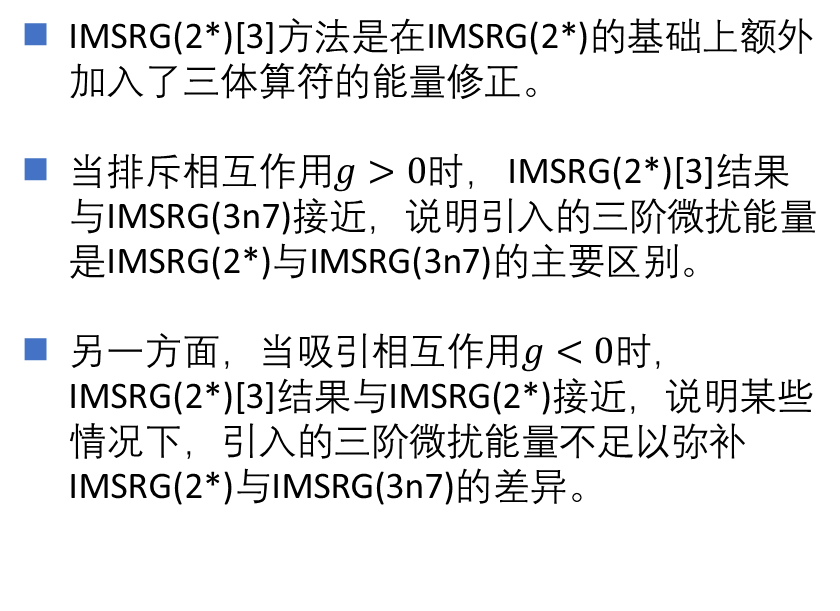 IMSRG(2*)[3]方法是在IMSRG(2*)的基础上额外
加入了三体算符的能量修正。
当排斥相互作用g > 0时，IMSRG(2*)[3]结果
与IMSRG(3n7)接近，说明引入的三阶微扰能量
是IMSRG(2*)与IMSRG(3n7)的主要区别。
另一方面，当吸引相互作用g < 0时，
IMSRG(2*)[3]结果与IMSRG(2*)接近，说明某些
情况下，引入的三阶微扰能量不足以弥补
IMSRG(2*)与IMSRG(3n7)的差异。